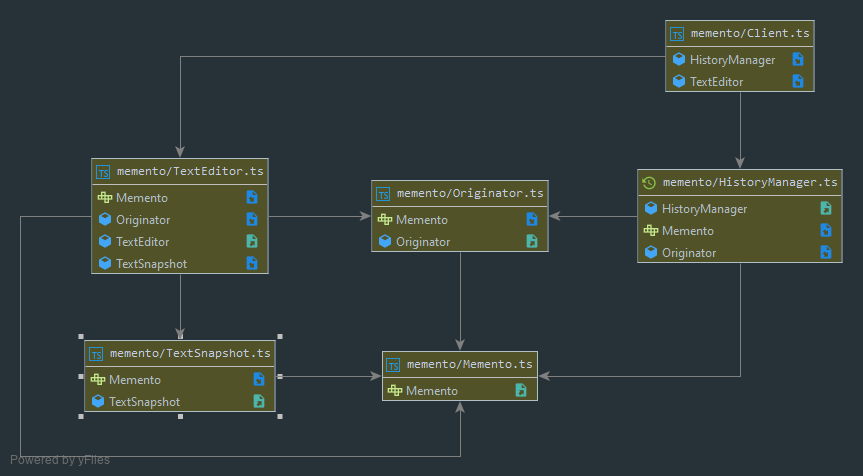 TS memento/Client.ts
HistoryManager
TextEditor
TS memento/TextEditor.ts
Memento
Originator
TextEditor
TextSnapshot
TS memento/Originator.ts
Memento
Originator
memento/HistoryManager.ts
HistoryManager
Memento
Originator
TS memento/TextSnapshot.ts
Memento
TextSnapshot
TS memento/Memento.ts
Memento
Powered by yFiles